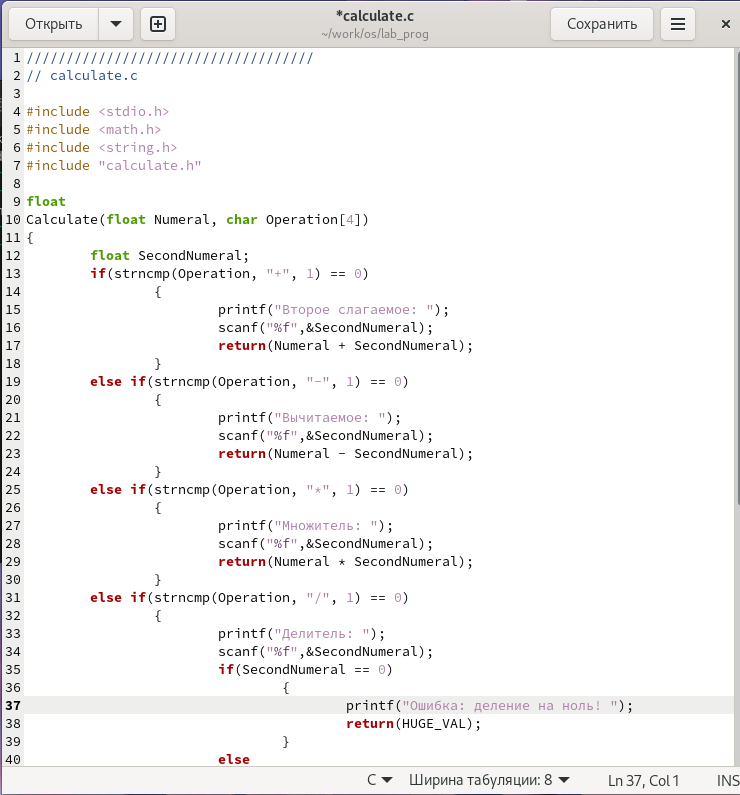 Открыть
*calculate.c
~/work/os/lab_prog
Сохранить
1 ////////////////////////////////////
2 // calculate.c
3
4 #include <stdio.h>
5 #include <math.h>
6 #include <string.h>
7 #include "calculate.h"
8
9 float
10 Calculate(float Numeral, char Operation[4])
11 {
12         float SecondNumeral;
13         if(strncmp(Operation, "+", 1) == 0)
14                 {
15                         printf("Второе слагаемое: ");
16                         scanf("%f",&SecondNumeral);
17                         return(Numeral + SecondNumeral);
18                 }
19         else if(strncmp(Operation, "-", 1) == 0)
20                 {
21                         printf("Вычитаемое: ");
22                         scanf("%f",&SecondNumeral);
23                         return(Numeral - SecondNumeral);
24                 }
25         else if(strncmp(Operation, "*", 1) == 0)
26                 {
27                         printf("Множитель: ");
28                         scanf("%f",&SecondNumeral);
29                         return(Numeral * SecondNumeral);
30                 }
31         else if(strncmp(Operation, "/", 1) == 0)
32                 {
33                         printf("Делитель: ");
34                         scanf("%f",&SecondNumeral);
35                         if(SecondNumeral == 0)
36                                 {
37                                         printf("Ошибка: деление на ноль! ");
38                                         return(HUGE_VAL);
39                                 }
40                         else
C Ширина табуляции: 8 Ln 37, Col 1 INS